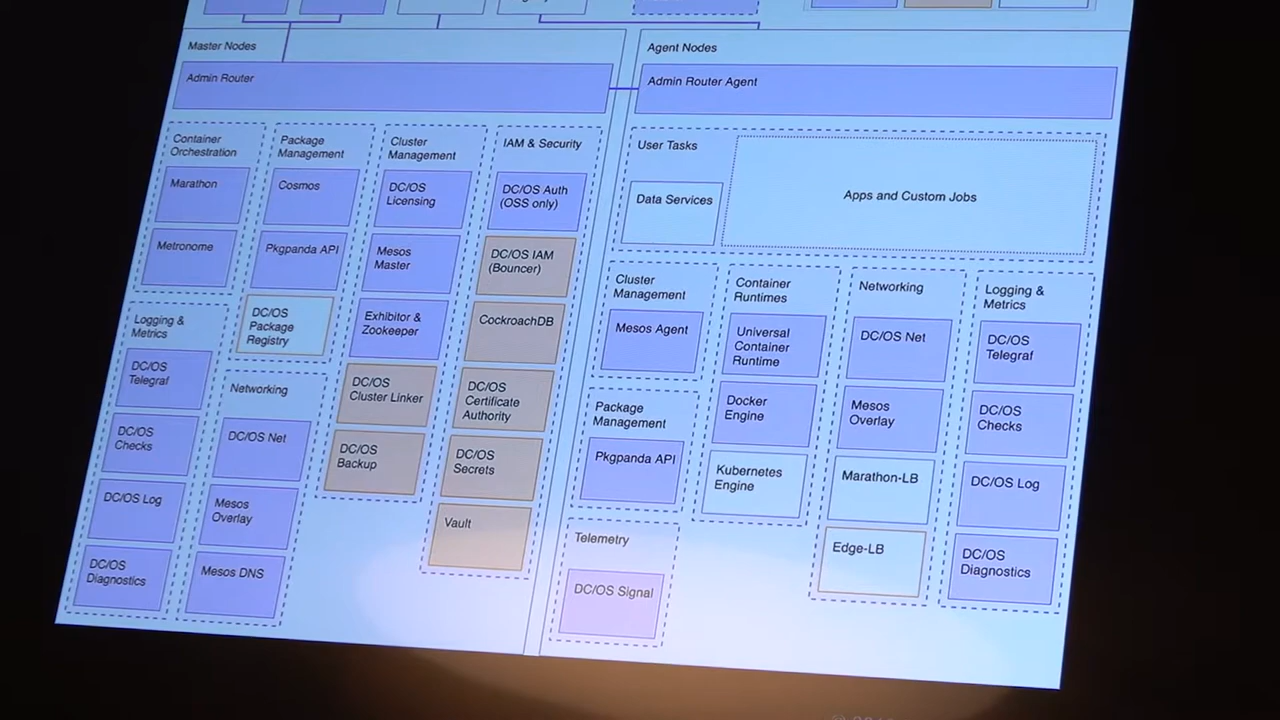 Master Nodes
Admin Router
Container
Orchestration
Marathon
Metronome
Package
Management
Cosmos
Pkgpanda API
DC/OS
Package
Registry
Cluster
Management
DC/OS
Licensing
Mesos
Master
Exhibitor &
Zookeeper
DC/OS
Cluster Linker
DC/OS
Backup
IAM & Security
DC/OS Auth
(OSS only)
DC/OS IAM
(Bouncer)
CockroachDB
DC/OS
Certificate
Authority
DC/OS
Secrets
Vault
Logging &
Metrics
DC/OS
Telegraf
DC/OS
Checks
DC/OS Log
DC/OS
Diagnostics
Networking
DC/OS Net
Mesos
Overlay
Mesos DNS
Agent Nodes
Admin Router Agent
User Tasks
Data Services
Apps and Custom Jobs
Cluster
Management
Mesos Agent
Package
Management
Pkgpanda API
Telemetry
DC/OS Signal
Container
Runtimes
Universal
Container
Runtime
Docker
Engine
Kubernetes
Engine
Networking
DC/OS Net
Mesos
Overlay
Marathon-LB
Edge-LB
Logging &
Metrics
DC/OS
Telegraf
DC/OS
Checks
DC/OS Log
DC/OS
Diagnostics